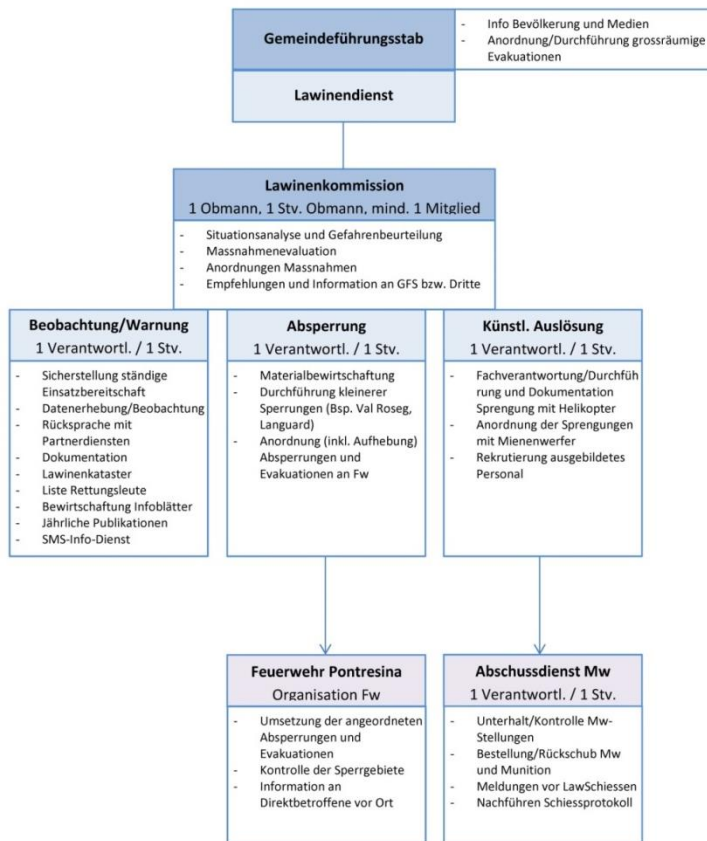 Gemeindeführungsstab
- Info Bevölkerung und Medien
- Anordnung/Durchführung grossräumige
Evakuationen
Lawinendienst
Lawinenkommission
1 Obmann, 1 Stv. Obmann, mind. 1 Mitglied
- Situationsanalyse und Gefahrenbeurteilung
- Massnahmenevaluation
- Anordnungen Massnahmen
- Empfehlungen und Information an GFS bzw. Dritte
Beobachtung/Warnung
1 Verantwortl. / 1 Stv.
- Sicherstellung ständige
Einsatzbereitschaft
- Datenerhebung/Beobachtung
- Rücksprache mit
Partnerdiensten
- Dokumentation
- Lawinenkataster
- Liste Rettungsleute
- Bewirtschaftung Infoblätter
- Jährliche Publikationen
- SMS-Info-Dienst
Absperrung
1 Verantwortl. / 1 Stv.
- Materialbewirtschaftung
- Durchführung kleinerer
Sperrungen (Bsp. Val Roseg,
Languard)
- Anordnung (inkl. Aufhebung)
Absperrungen und
Evakuationen an Fw
Künstl. Auslösung
1 Verantwortl. / 1 Stv.
- Fachverantwortung/Durchfüh
rung und Dokumentation
Sprengung mit Helikopter
- Anordnung der Sprengungen
mit Mienenwerfer
- Rekrutierung ausgebildetes
Personal
Feuerwehr Pontresina
Organisation Fw
- Umsetzung der angeordneten
Absperrungen und
Evakuationen
- Kontrolle der Sperrgebiete
- Information an
Direktbetroffene vor Ort
Abschussdienst Mw
1 Verantwortl. / 1 Stv.
- Unterhalt/Kontrolle Mw-
Stellungen
- Bestellung/Rückschub Mw
und Munition
- Meldungen vor LawSchiessen
- Nachführen Schiessprotokoll